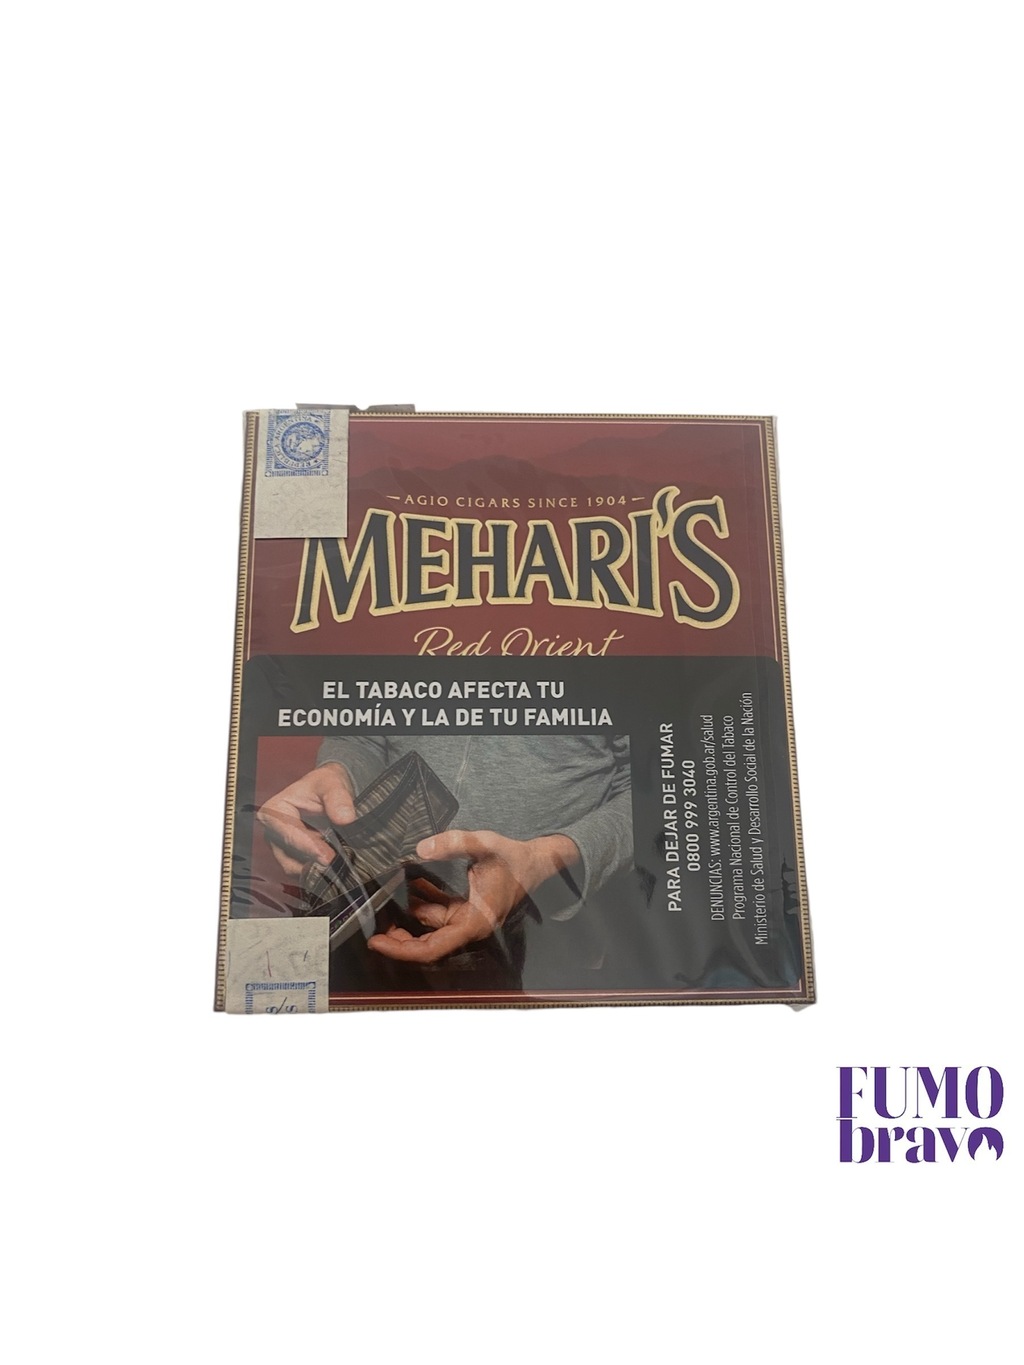 AGIO CIGARS SINCE 1904
MEHARI'S
Red Orient
EL TABACO AFECTA TU
ECONOMÍA Y LA DE TU FAMILIA
PARA DEJAR DE FUMAR
0800 999 3040
DENUNCIAS: www.argentina.gob.ar/salud
Programa Nacional de Control del Tabaco
Ministerio de Salud y Desarrollo Social de la Nación
FUMO
bravo